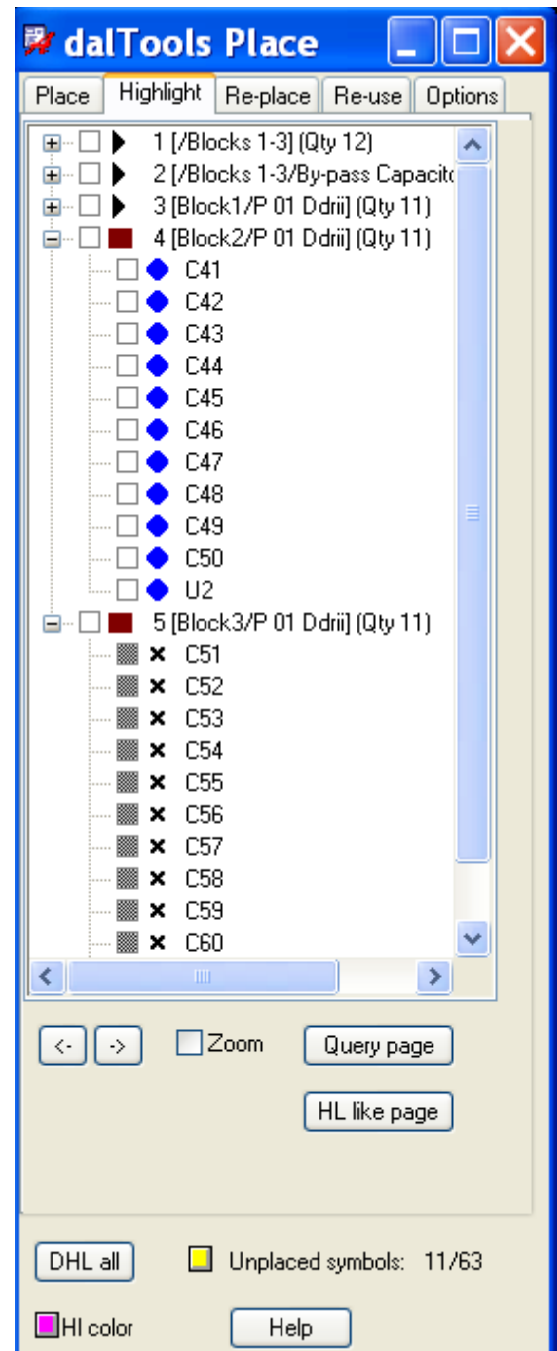 dalTools Place
Place Highlight Re-place Re-use Options
1 [/Blocks 1-3] (Qty 12)
2 [/Blocks 1-3/By-pass Capacito
3 [Block1/P 01 Ddrii] (Qty 11)
4 [Block2/P 01 Ddrii] (Qty 11)
C41
C42
C43
C44
C45
C46
C47
C48
C49
C50
U2
5 [Block3/P 01 Ddrii] (Qty 11)
C51
C52
C53
C54
C55
C56
C57
C58
C59
C60
<- -> Zoom Query page
HL like page
DHL all Unplaced symbols: 11/63
HI color Help